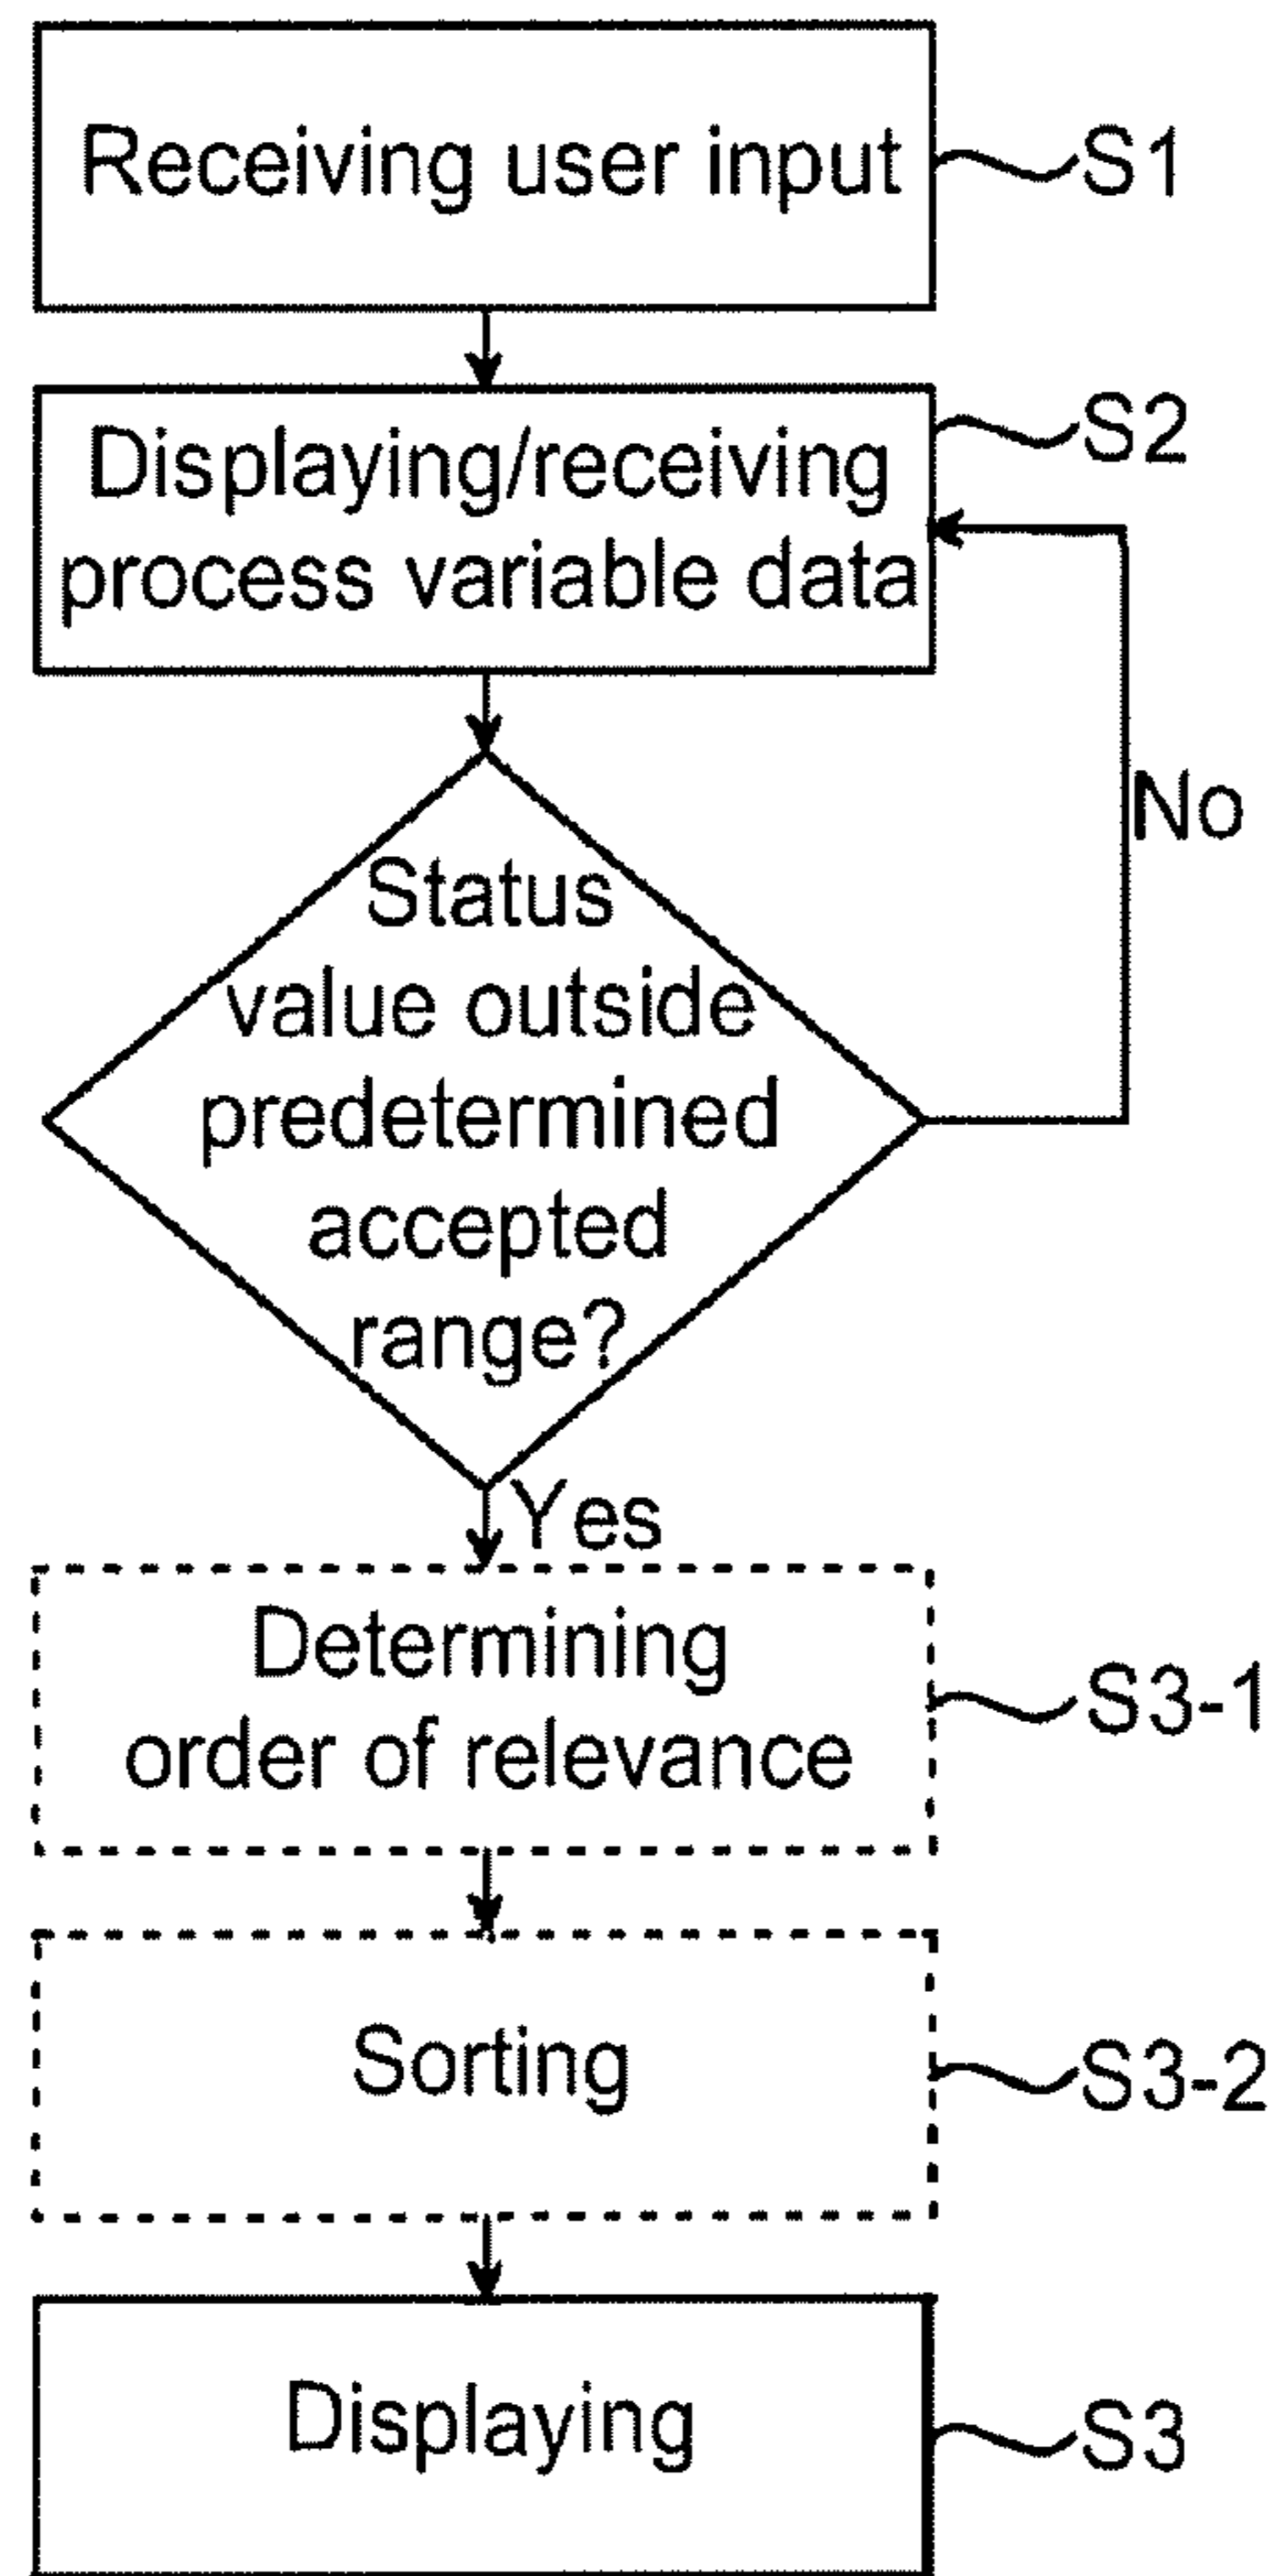 Receiving user input
S1
Displaying/receiving
process variable data
S2
No
Status
value outside
predetermined
accepted
range?
Yes
Determining
order of relevance
S3-1
Sorting
S3-2
Displaying
S3